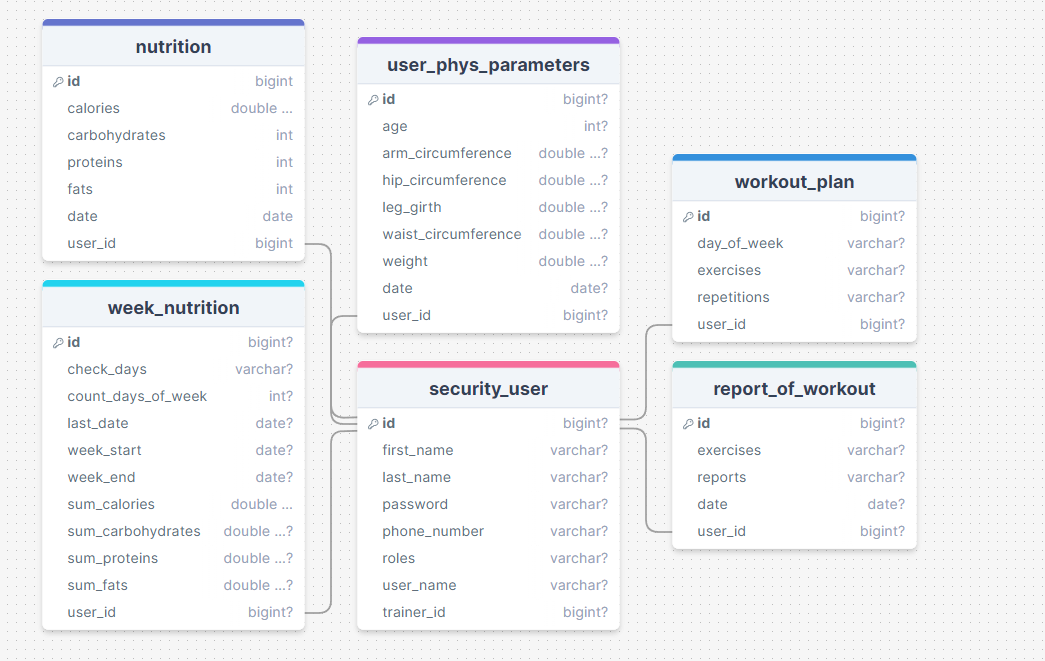 nutrition
id bigint
calories double ...
carbohydrates int
proteins int
fats int
date date
user_id bigint
week_nutrition
id bigint?
check_days varchar?
count_days_of_week int?
last_date date?
week_start date?
week_end date?
sum_calories double ...
sum_carbohydrates double ...?
sum_proteins double ...?
sum_fats double ...?
user_id bigint?
user_phys_parameters
id bigint?
age int?
arm_circumference double ...?
hip_circumference double ...?
leg_girth double ...?
waist_circumference double ...?
weight double ...?
date date?
user_id bigint?
security_user
id bigint?
first_name varchar?
last_name varchar?
password varchar?
phone_number varchar?
roles varchar?
user_name varchar?
trainer_id bigint?
workout_plan
id bigint?
day_of_week varchar?
exercises varchar?
repetitions varchar?
user_id bigint?
report_of_workout
id bigint?
exercises varchar?
reports varchar?
date date?
user_id bigint?